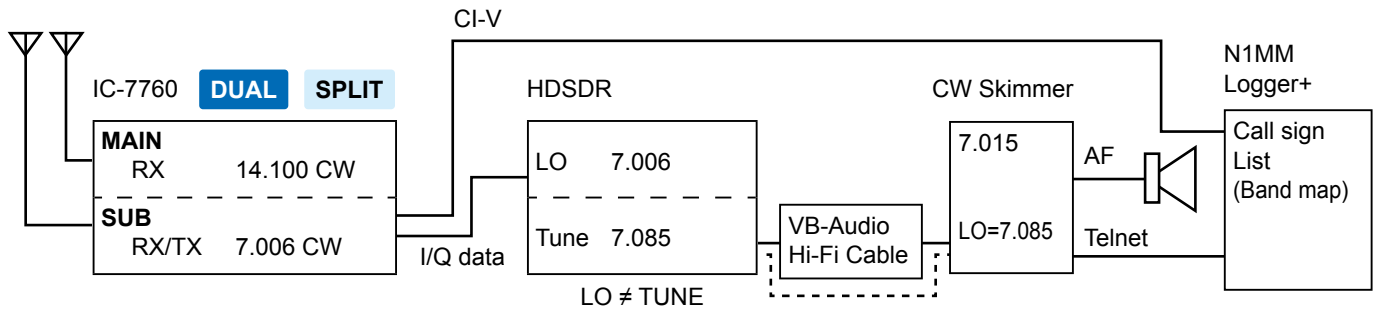 CI-V
N1MM
Logger+
IC-7760
DUAL
SPLIT
HDSDR
CW Skimmer
MAIN
RX 14.100 CW
SUB
RX/TX 7.006 CW
I/Q data
LO 7.006
Tune 7.085
LO ≠ TUNE
VB-Audio
Hi-Fi Cable
7.015
LO=7.085
AF
Telnet
Call sign
List
(Band map)